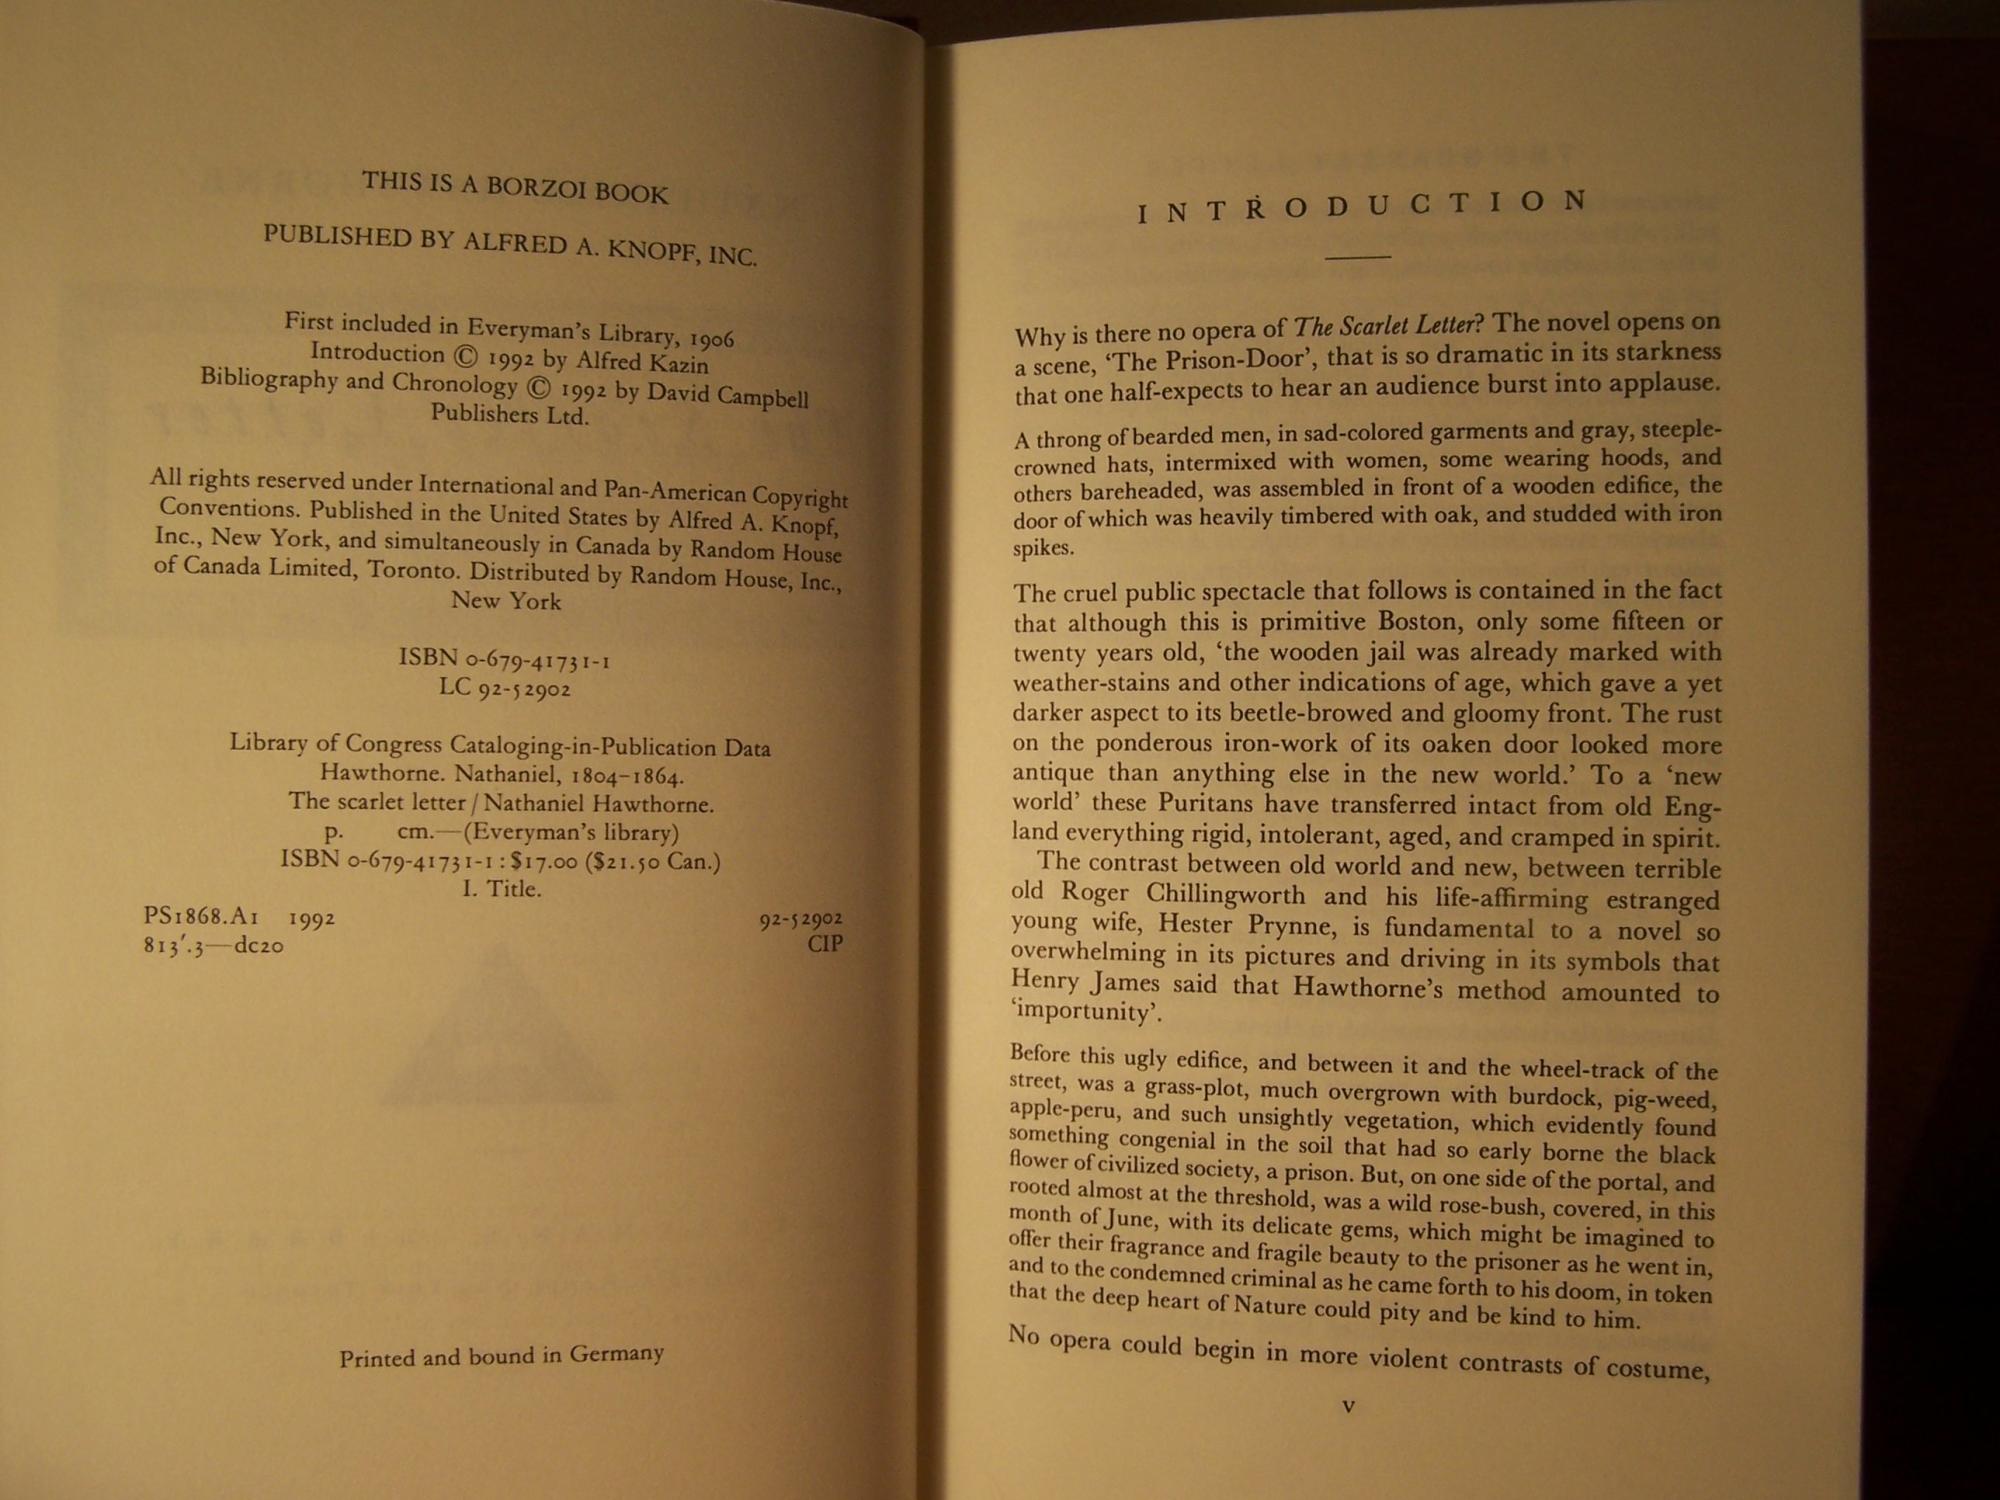 THIS IS A BORZOI BOOK
PUBLISHED BY ALFRED A. KNOPF, INC.
First included in Everyman's Library, 1906
Introduction © 1992 by Alfred Kazin
Bibliography and Chronology © 1992 by David Campbell
Publishers Ltd.
All rights reserved under International and Pan-American Copyright
Conventions. Published in the United States by Alfred A. Knopf,
Inc., New York, and simultaneously in Canada by Random House
of Canada Limited, Toronto. Distributed by Random House, Inc.,
New York
ISBN 0-679-41731-1
LC 92-52902
Library of Congress Cataloging-in-Publication Data
Hawthorne. Nathaniel, 1804–1864.
The scarlet letter / Nathaniel Hawthorne.
p. cm.—(Everyman's library)
ISBN 0-679-41731-1 : $17.00 ($21.50 Can.)
I. Title.
PS1868.A1 1992 92-52902
813'.3—dc20 CIP
Printed and bound in Germany
INTRODUCTION
Why is there no opera of The Scarlet Letter? The novel opens on
a scene, 'The Prison-Door', that is so dramatic in its starkness
that one half-expects to hear an audience burst into applause.
A throng of bearded men, in sad-colored garments and gray, steeple-
crowned hats, intermixed with women, some wearing hoods, and
others bareheaded, was assembled in front of a wooden edifice, the
door of which was heavily timbered with oak, and studded with iron
spikes.
The cruel public spectacle that follows is contained in the fact
that although this is primitive Boston, only some fifteen or
twenty years old, 'the wooden jail was already marked with
weather-stains and other indications of age, which gave a yet
darker aspect to its beetle-browed and gloomy front. The rust
on the ponderous iron-work of its oaken door looked more
antique than anything else in the new world.' To a 'new
world' these Puritans have transferred intact from old Eng-
land everything rigid, intolerant, aged, and cramped in spirit.
The contrast between old world and new, between terrible
old Roger Chillingworth and his life-affirming estranged
young wife, Hester Prynne, is fundamental to a novel so
overwhelming in its pictures and driving in its symbols that
Henry James said that Hawthorne's method amounted to
'importunity'.
Before this ugly edifice, and between it and the wheel-track of the
street, was a grass-plot, much overgrown with burdock, pig-weed,
apple-peru, and such unsightly vegetation, which evidently found
something congenial in the soil that had so early borne the black
flower of civilized society, a prison. But, on one side of the portal, and
rooted almost at the threshold, was a wild rose-bush, covered, in this
month of June, with its delicate gems, which might be imagined to
offer their fragrance and fragile beauty to the prisoner as he went in,
and to the condemned criminal as he came forth to his doom, in token
that the deep heart of Nature could pity and be kind to him.
No opera could begin in more violent contrasts of costume,
v